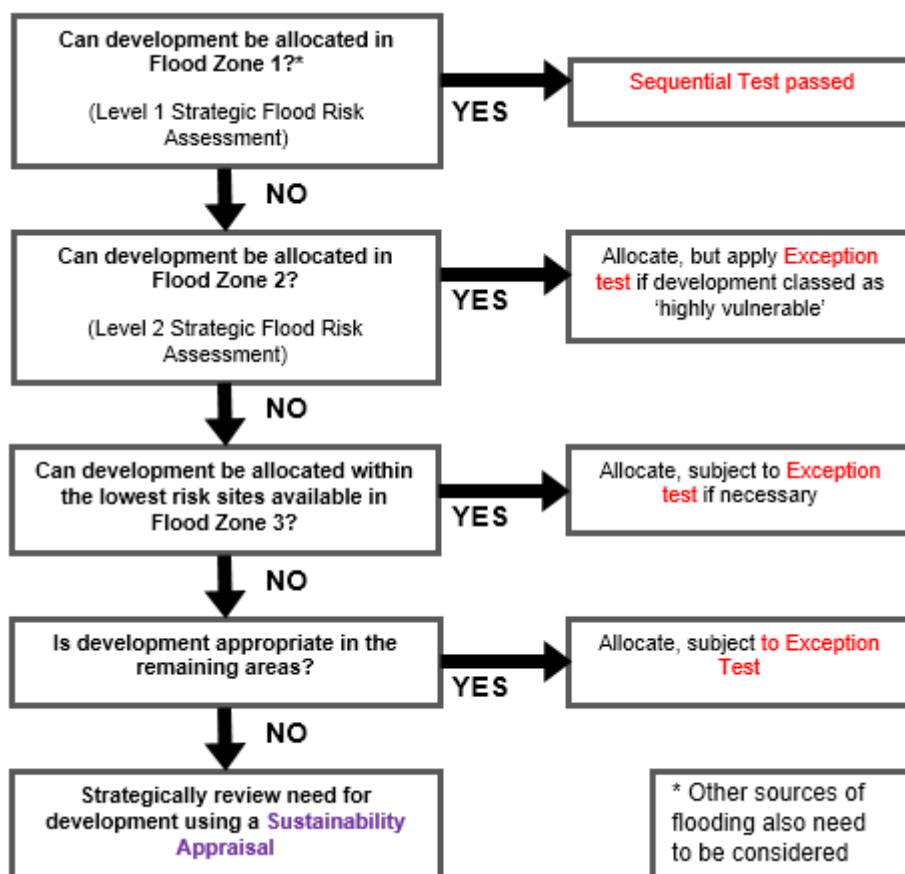 Can development be allocated in
Flood Zone 1?*
(Level 1 Strategic Flood Risk
Assessment)
YES
Sequential Test passed
NO
Can development be allocated in
Flood Zone 2?
(Level 2 Strategic Flood Risk
Assessment)
YES
Allocate, but apply Exception
test if development classed as
‘highly vulnerable’
NO
Can development be allocated within
the lowest risk sites available in
Flood Zone 3?
YES
Allocate, subject to Exception
test if necessary
NO
Is development appropriate in the
remaining areas?
YES
Allocate, subject to Exception
Test
NO
Strategically review need for
development using a Sustainability
Appraisal
* Other sources of
flooding also need
to be considered